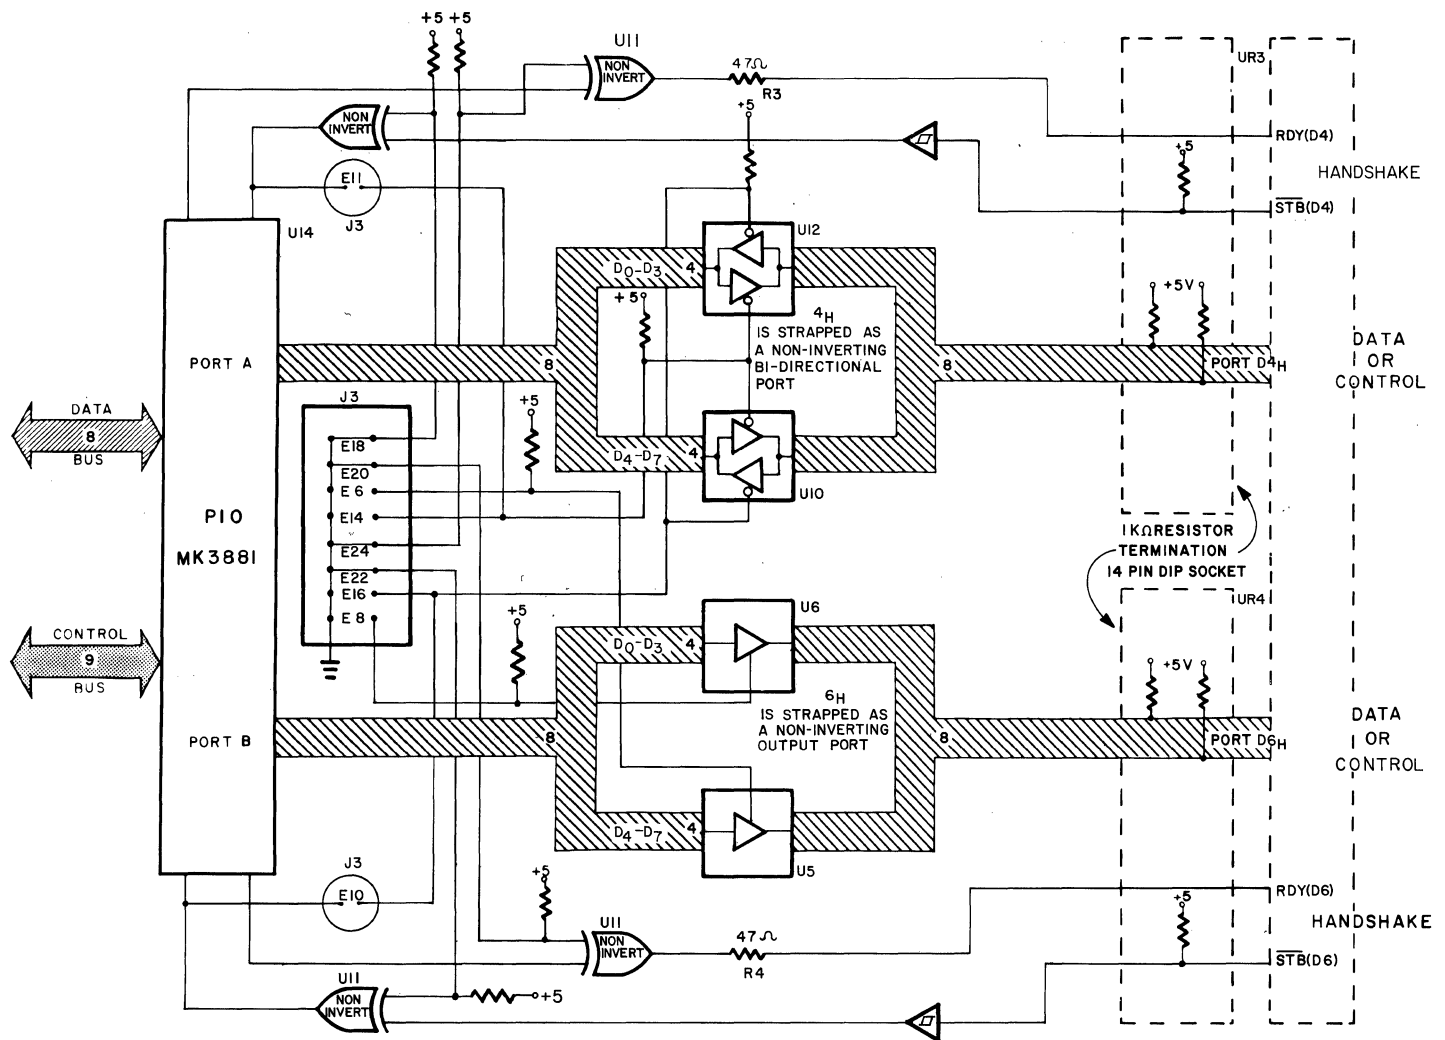 +5 +5
U11
NON
INVERT
47Ω
R3
+5
UR3
NON
INVERT
RDY(D4)
+5
HANDSHAKE
E11
J3
STB(D4)
U14
U12
D0-D3 4
+5
4H
IS STRAPPED AS
A NON-INVERTING
BI-DIRECTIONAL
PORT
+5V
PORT A
8
8
PORT D4H
DATA
OR
CONTROL
J3
DATA
8
BUS
+5
E18
E20
E6
E14
E24
E22
E16
E8
D4-D7 4
U10
PIO
MK3881
1KΩ RESISTOR
TERMINATION
14 PIN DIP SOCKET
UR4
CONTROL
9
BUS
+5
U6
D0-D3 4
+5V
6H
IS STRAPPED AS
A NON-INVERTING
OUTPUT PORT
PORT B
8
8
PORT D6H
DATA
OR
CONTROL
D4-D7 4
U5
J3
E10
+5
U11
NON
INVERT
47Ω
R4
RDY(D6)
+5
HANDSHAKE
STB(D6)
U11
NON
INVERT
+5